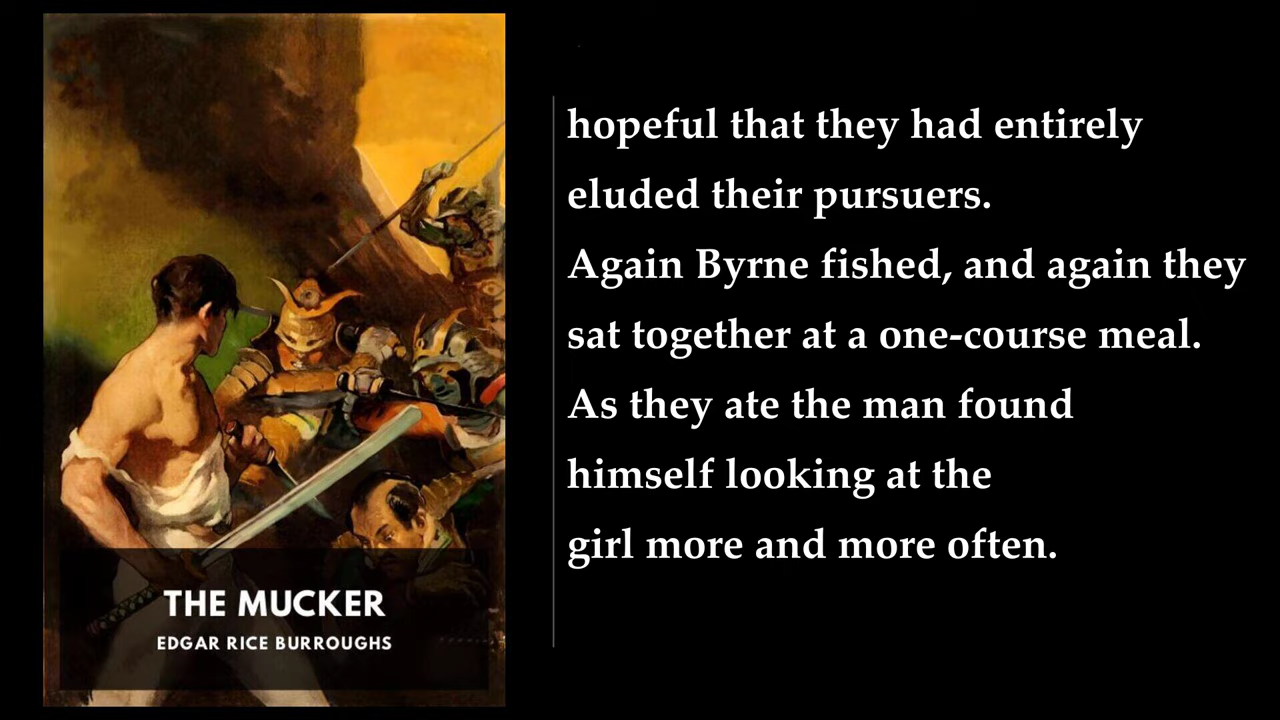 THE MUCKER
EDGAR RICE BURROUGHS
hopeful that they had entirely
eluded their pursuers.
Again Byrne fished, and again they
sat together at a one-course meal.
As they ate the man found
himself looking at the
girl more and more often.